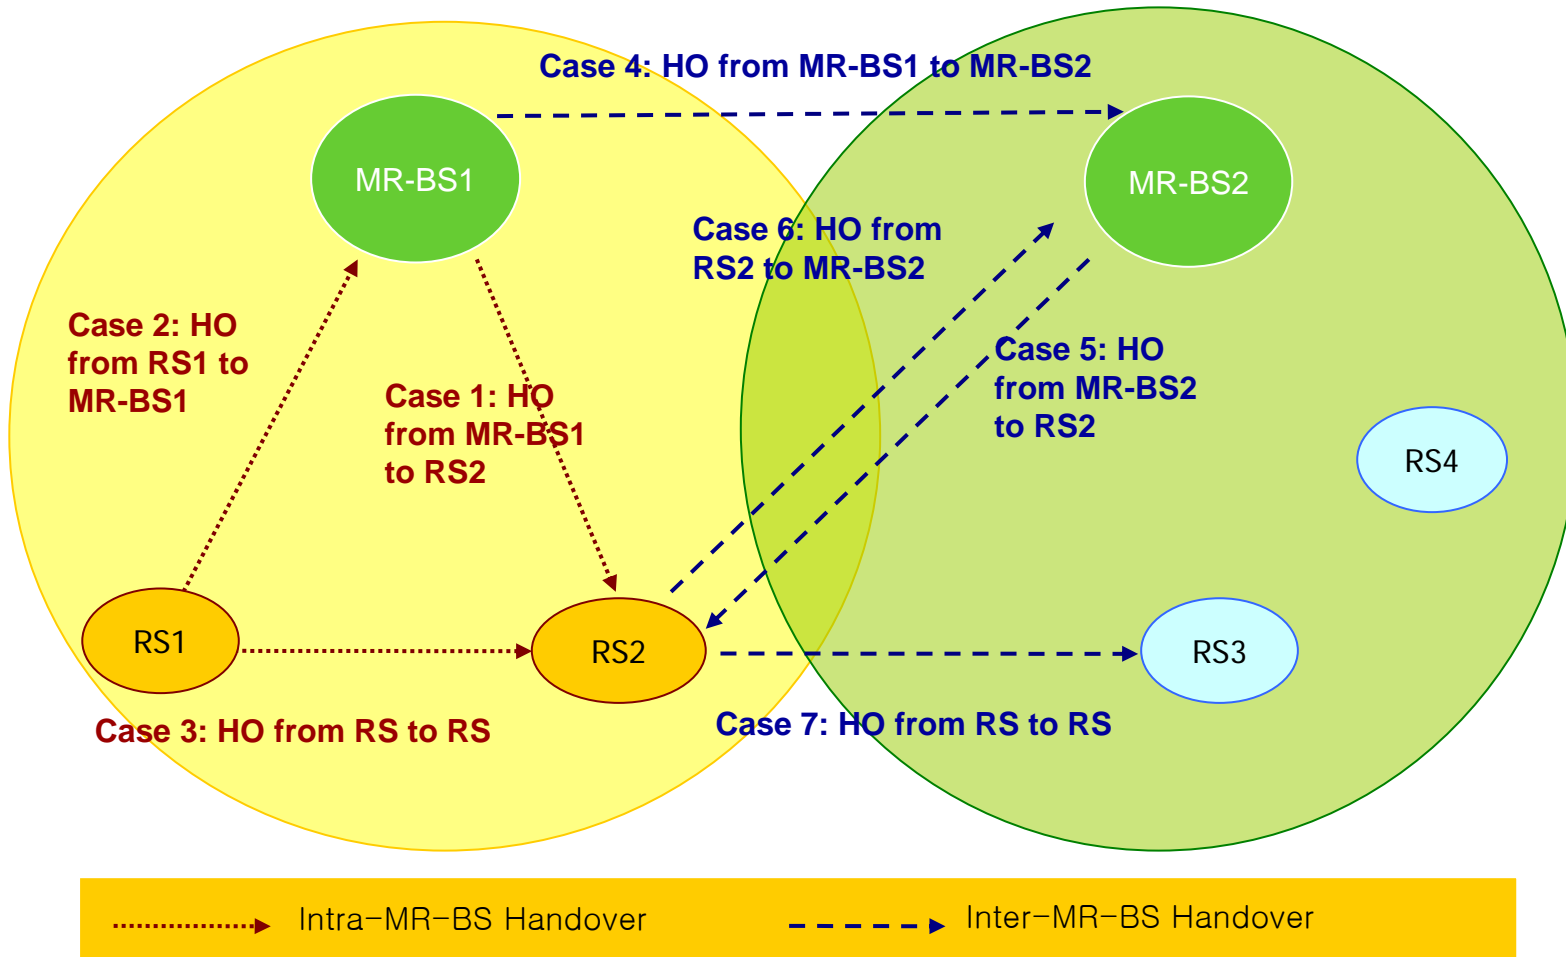 Case 4: HO from MR-BS1 to MR-BS2
MR-BS1
MR-BS2
Case 6: HO from
RS2 to MR-BS2
Case 2: HO
from RS1 to
MR-BS1
Case 5: HO
from MR-BS2
to RS2
Case 1: HO
from MR-BS1
to RS2
RS4
RS1
RS2
RS3
Case 3: HO from RS to RS
Case 7: HO from RS to RS
Intra-MR-BS Handover
Inter-MR-BS Handover